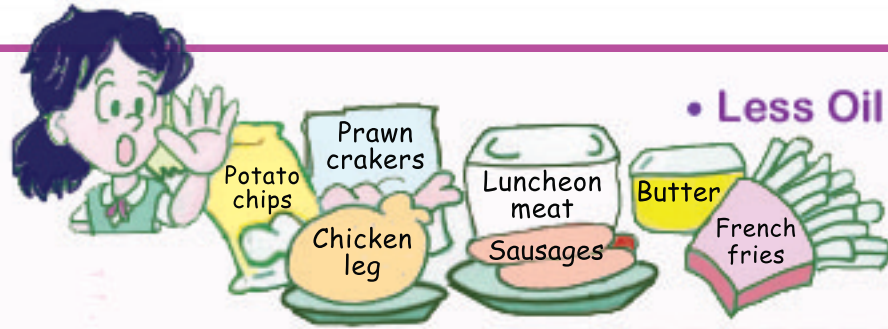 • Less Oil
Prawn
crakers
Potato
chips
Luncheon
meat
Butter
French
fries
Chicken
leg
Sausages